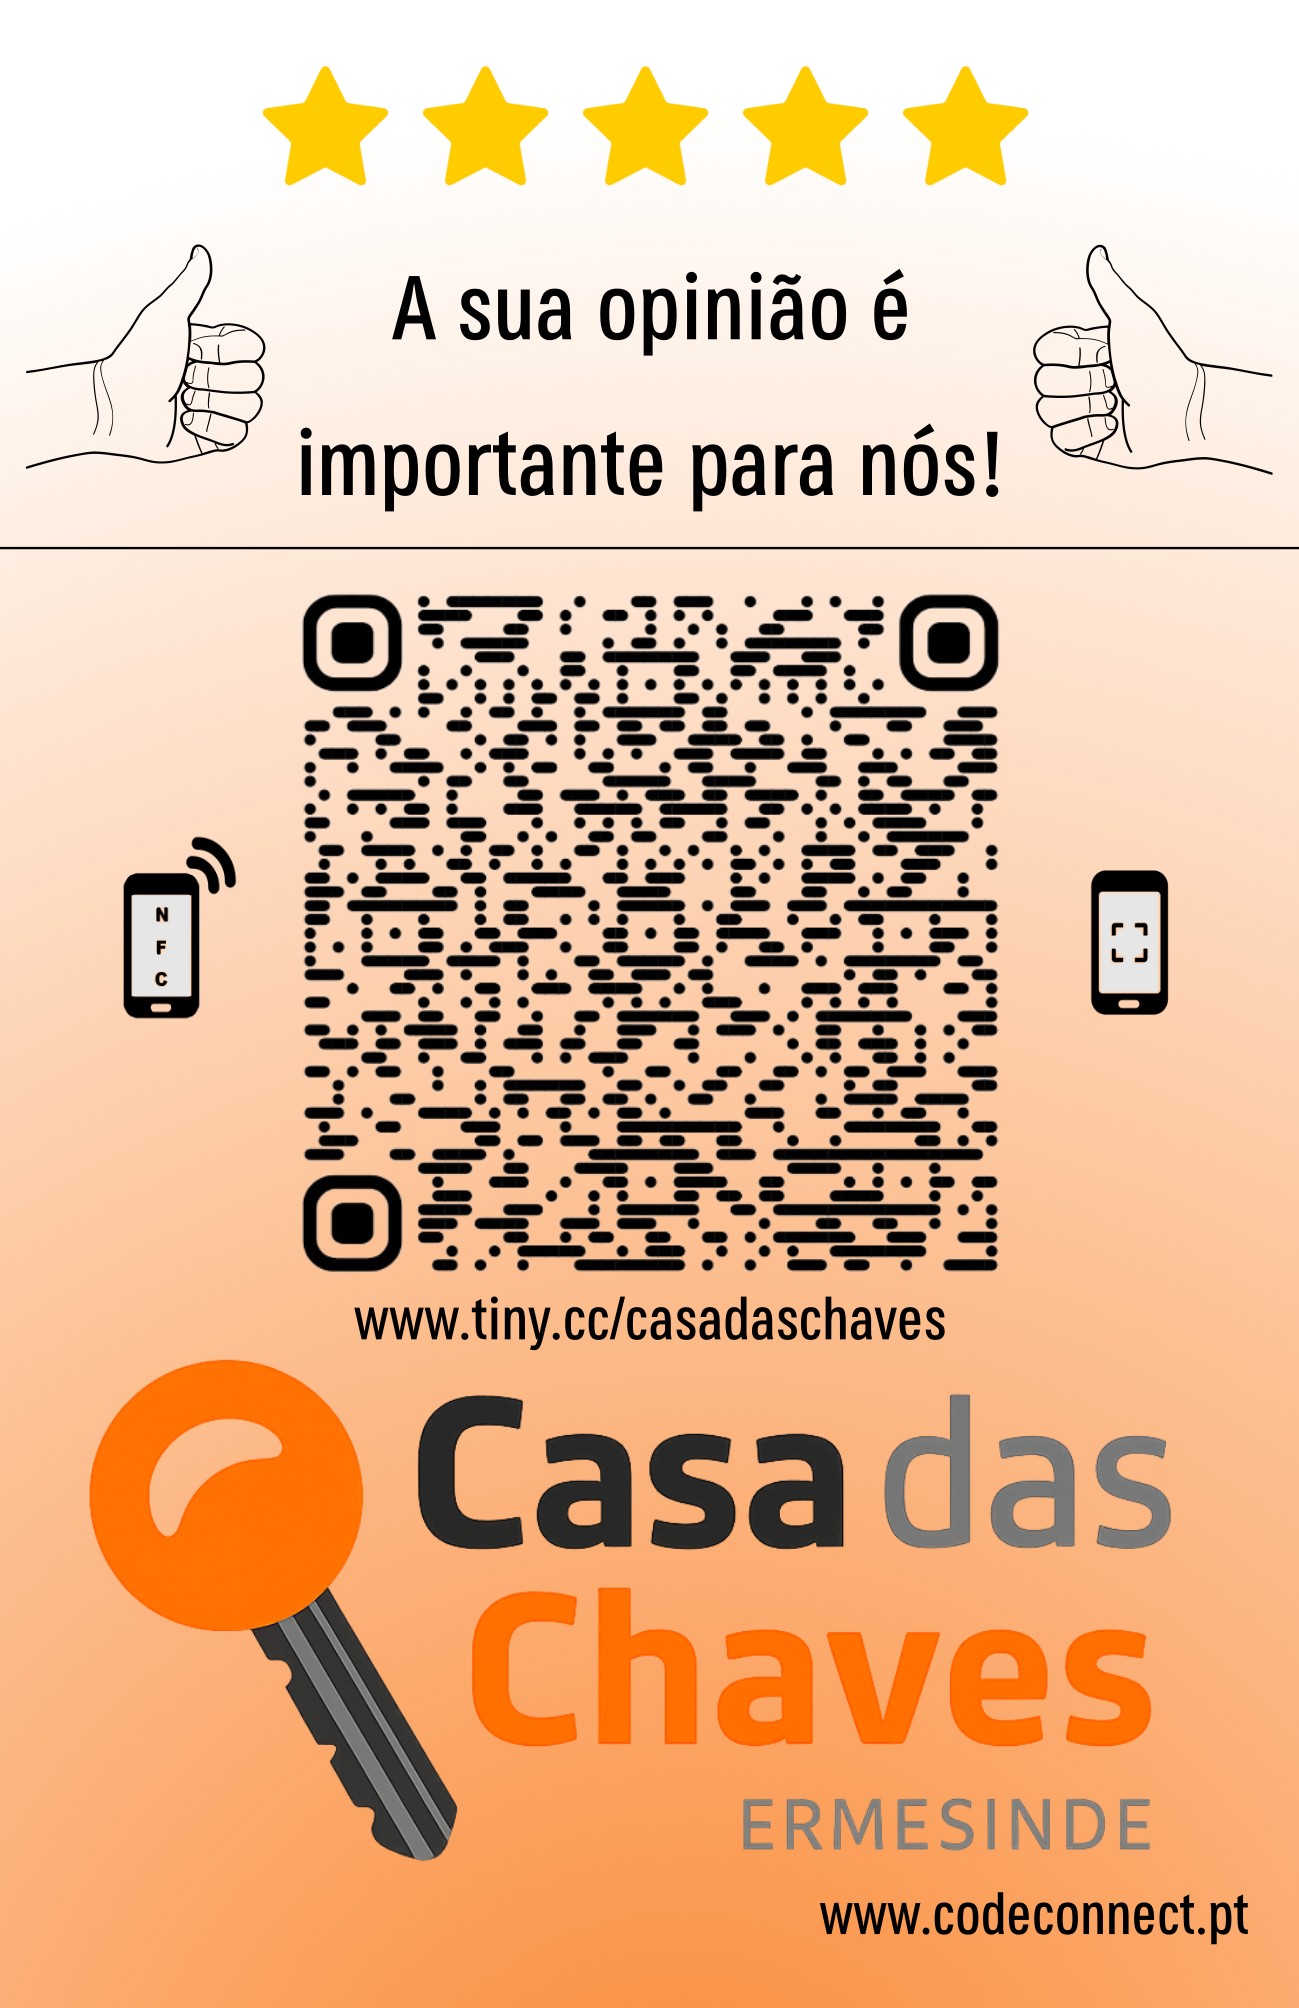 A sua opinião é
importante para nós!
N
F
C
www.tiny.cc/casadaschaves
Casa das
Chaves
ERMESINDE
www.codeconnect.pt